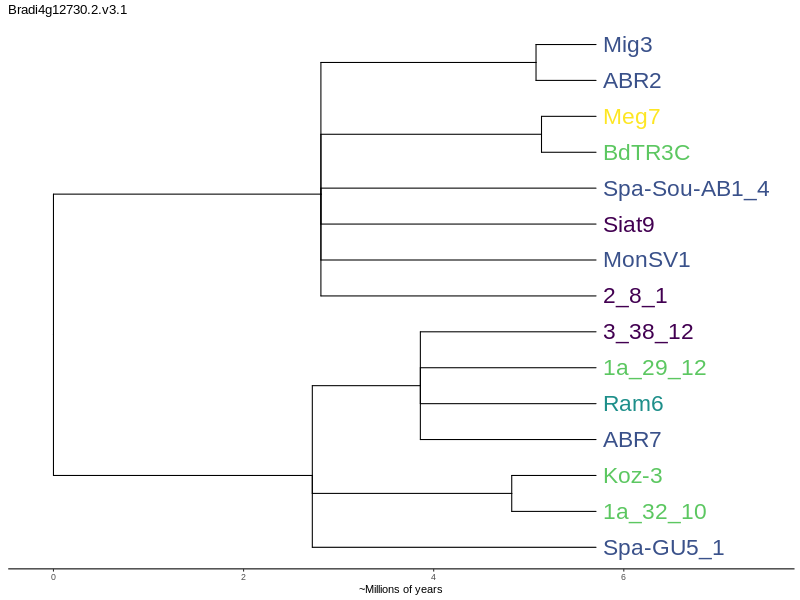 Bradi4g12730.2.v3.1
Mig3
ABR2
Meg7
BdTR3C
Spa-Sou-AB1_4
Siat9
MonSV1
2_8_1
3_38_12
1a_29_12
Ram6
ABR7
Koz-3
1a_32_10
Spa-GU5_1
0 2 4 6
~Millions of years